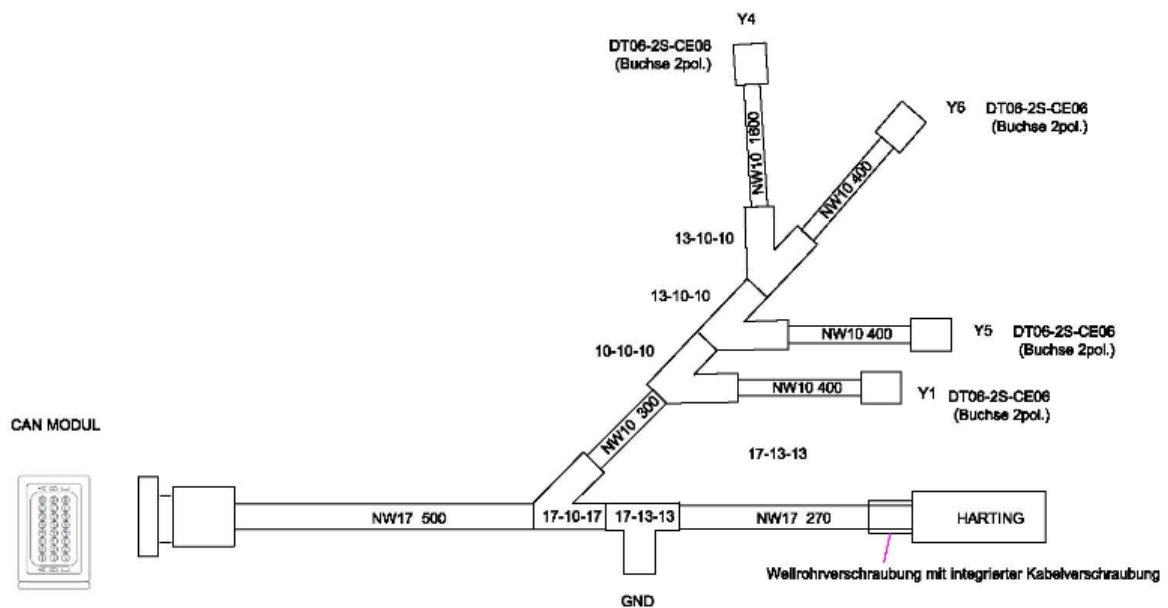 Y4
DT06-2S-CE06
(Buchse 2pol.)
Y6 DT06-2S-CE06
(Buchse 2pol.)
NW10 1600
NW10 400
13-10-10
13-10-10
10-10-10
NW10 400
Y5 DT06-2S-CE06
(Buchse 2pol.)
NW10 400
Y1 DT06-2S-CE06
(Buchse 2pol.)
NW10 300
CAN MODUL
17-13-13
NW17 500
17-10-17
17-13-13
NW17 270
HARTING
Wellrohrverschraubung mit integrierter Kabelverschraubung
GND